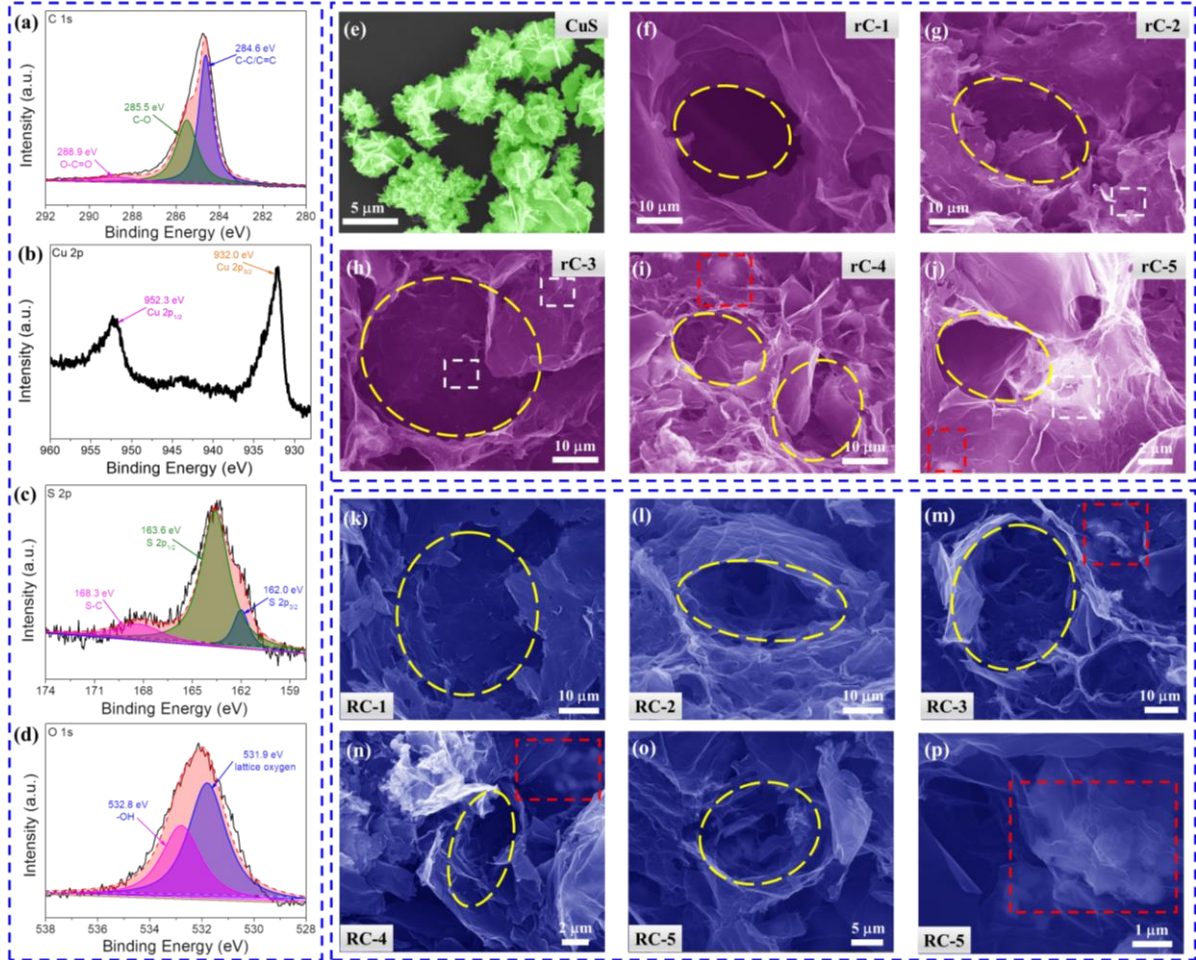 (a)
C 1s
284.6 eV
C-C/C=C
285.5 eV
C-O
288.9 eV
O-C=O
Intensity (a.u.)
292 290 288 286 284 282 280
Binding Energy (eV)
(b)
Cu 2p
932.0 eV
Cu 2p3/2
952.3 eV
Cu 2p1/2
Intensity (a.u.)
960 955 950 945 940 935 930
Binding Energy (eV)
(c)
S 2p
163.6 eV
S 2p1/2
162.0 eV
S 2p3/2
168.3 eV
S-C
Intensity (a.u.)
174 171 168 165 162 159
Binding Energy (eV)
(d)
O 1s
531.9 eV
lattice oxygen
532.8 eV
-OH
Intensity (a.u.)
538 536 534 532 530 528
Binding Energy (eV)
(e)
CuS
5 μm
(f)
rC-1
10 μm
(g)
rC-2
10 μm
(h)
rC-3
10 μm
(i)
rC-4
10 μm
(j)
rC-5
2 μm
(k)
RC-1
10 μm
(l)
RC-2
10 μm
(m)
RC-3
10 μm
(n)
RC-4
2 μm
(o)
RC-5
5 μm
(p)
RC-5
1 μm